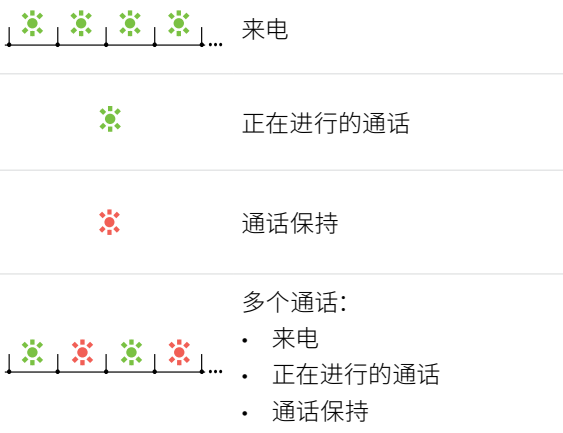 来电
正在进行的通话
通话保持
多个通话：
• 来电
• 正在进行的通话
• 通话保持